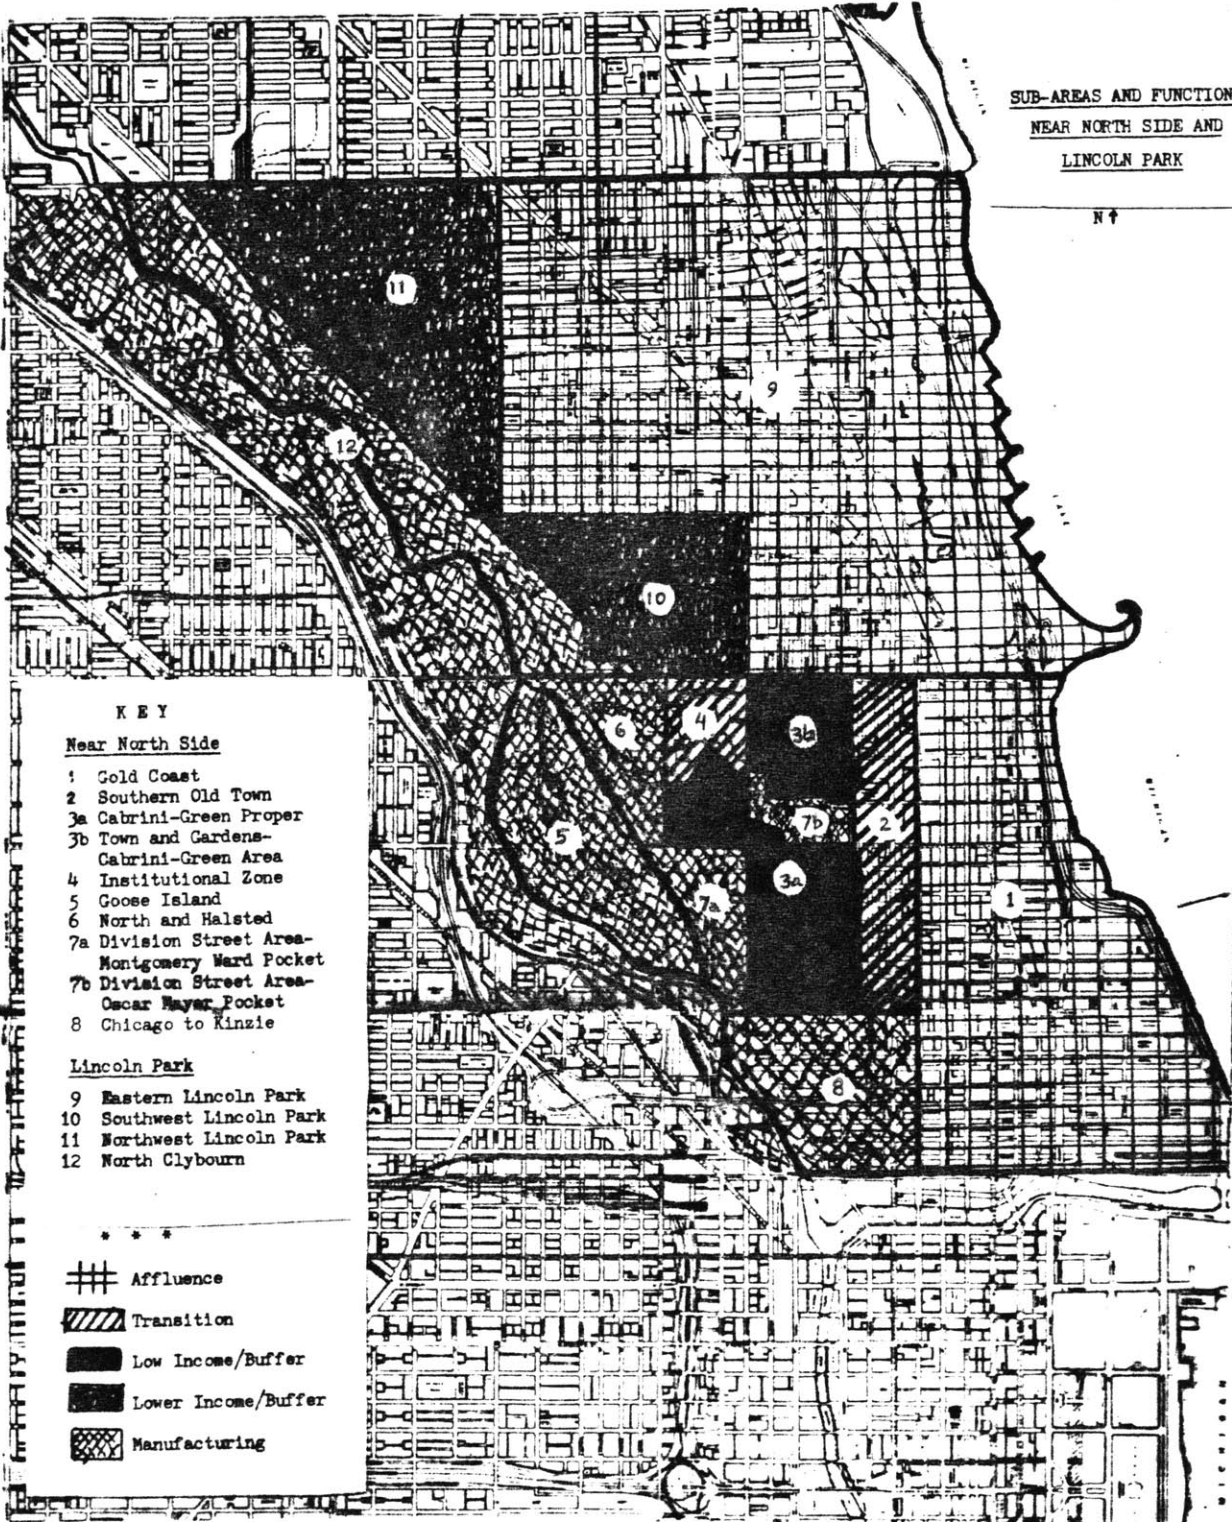 SUB-AREAS AND FUNCTION
NEAR NORTH SIDE AND
LINCOLN PARK
N↑
11
9
12
10
6
4
3b
7b
2
5
3a
7a
1
8
LAKE
MICHIGAN
KEY
Near North Side
1 Gold Coast
2 Southern Old Town
3a Cabrini-Green Proper
3b Town and Gardens-
Cabrini-Green Area
4 Institutional Zone
5 Goose Island
6 North and Halsted
7a Division Street Area-
Montgomery Ward Pocket
7b Division Street Area-
Oscar Mayer Pocket
8 Chicago to Kinzie
Lincoln Park
9 Eastern Lincoln Park
10 Southwest Lincoln Park
11 Northwest Lincoln Park
12 North Clybourn
* * *
Affluence
Transition
Low Income/Buffer
Lower Income/Buffer
Manufacturing